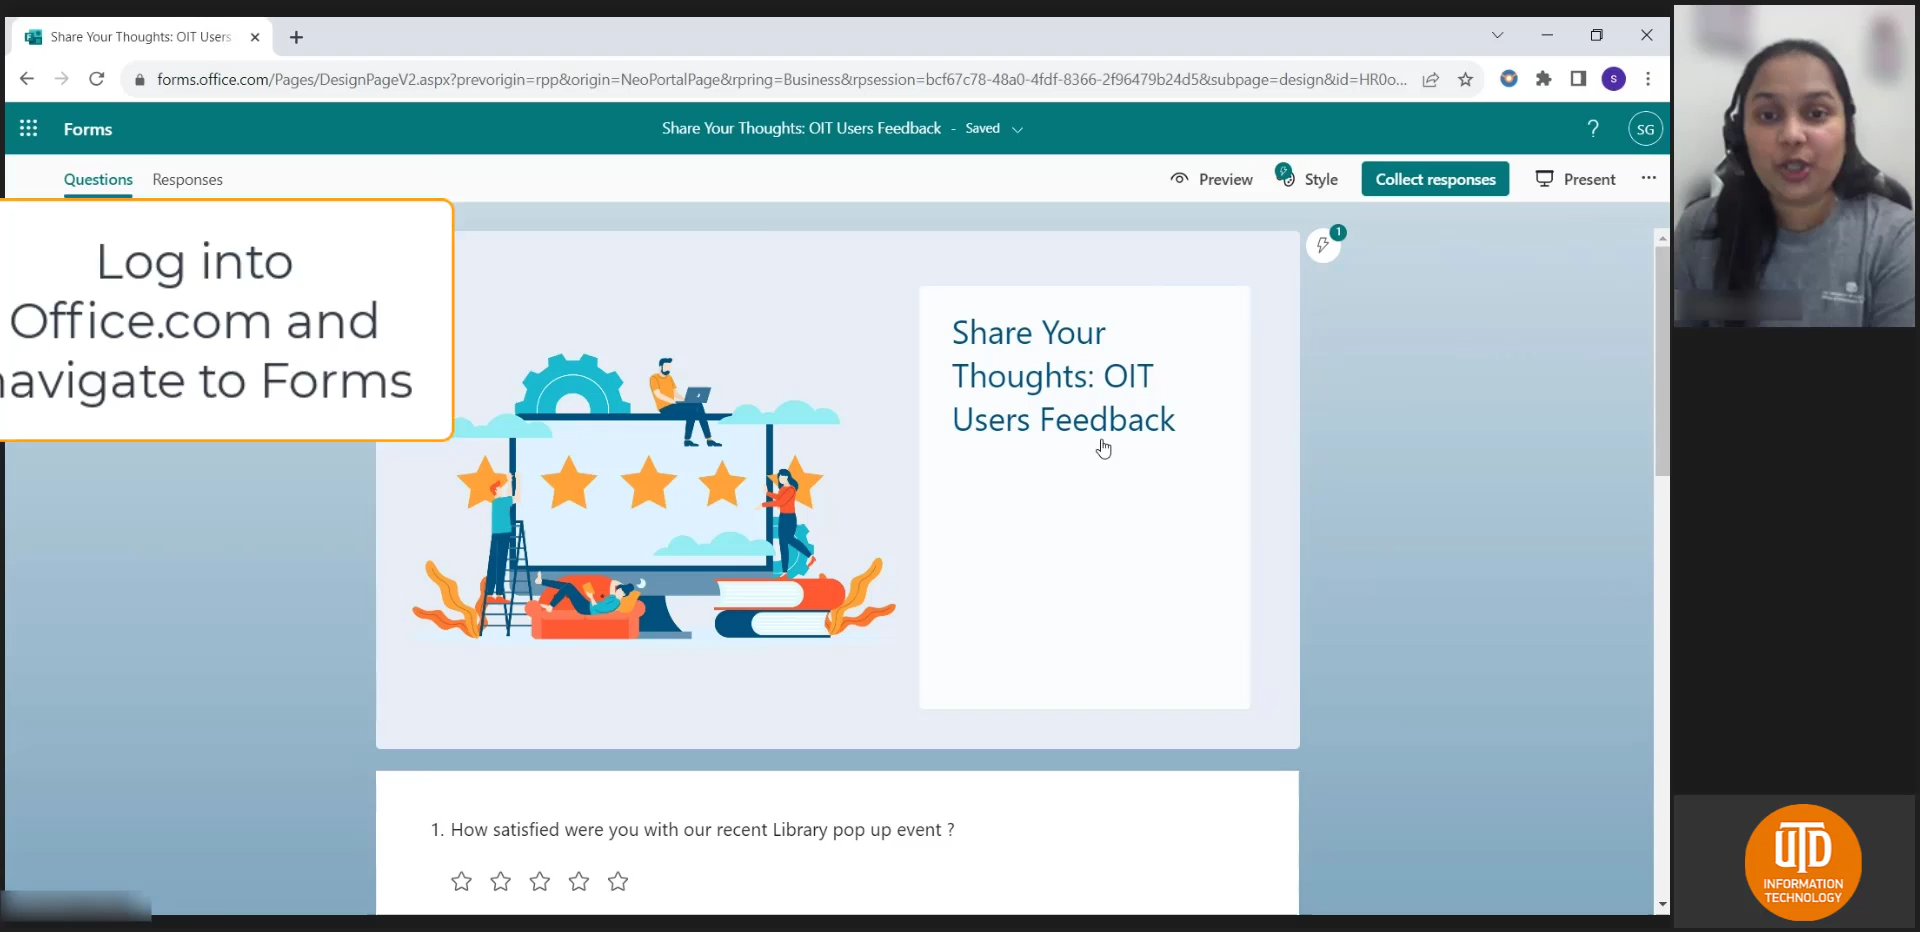 Share Your Thoughts: OIT Users
forms.office.com/Pages/DesignPageV2.aspx?prevorigin=rpp&origin=NeoPortalPage&rpring=Business&rpsession=bcf67c78-48a0-4fdf-8366-2f96479b24d5&subpage=design&id=HR0o...
S
Forms
Share Your Thoughts: OIT Users Feedback - Saved
?
SG
Questions
Responses
Preview
Style
Collect responses
Present
Log into
Office.com and
navigate to Forms
1
Share Your
Thoughts: OIT
Users Feedback
1. How satisfied were you with our recent Library pop up event ?
UTD
INFORMATION
TECHNOLOGY